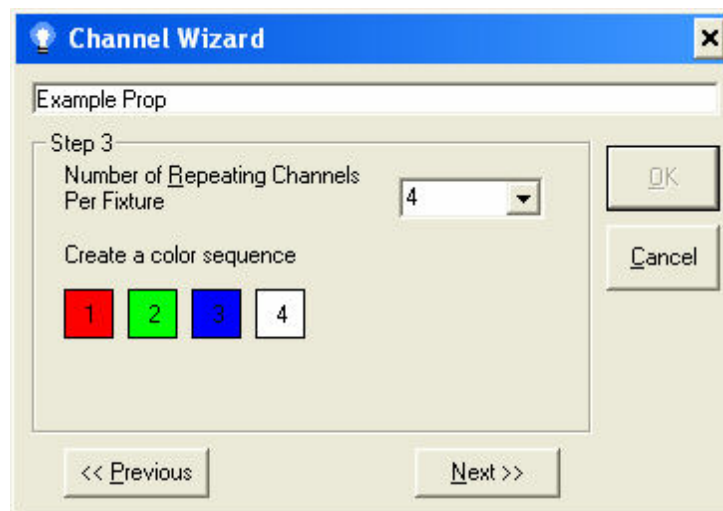 Channel Wizard
Example Prop
Step 3
Number of Repeating Channels
Per Fixture
4
OK
Create a color sequence
Cancel
1 2 3 4
<< Previous
Next >>